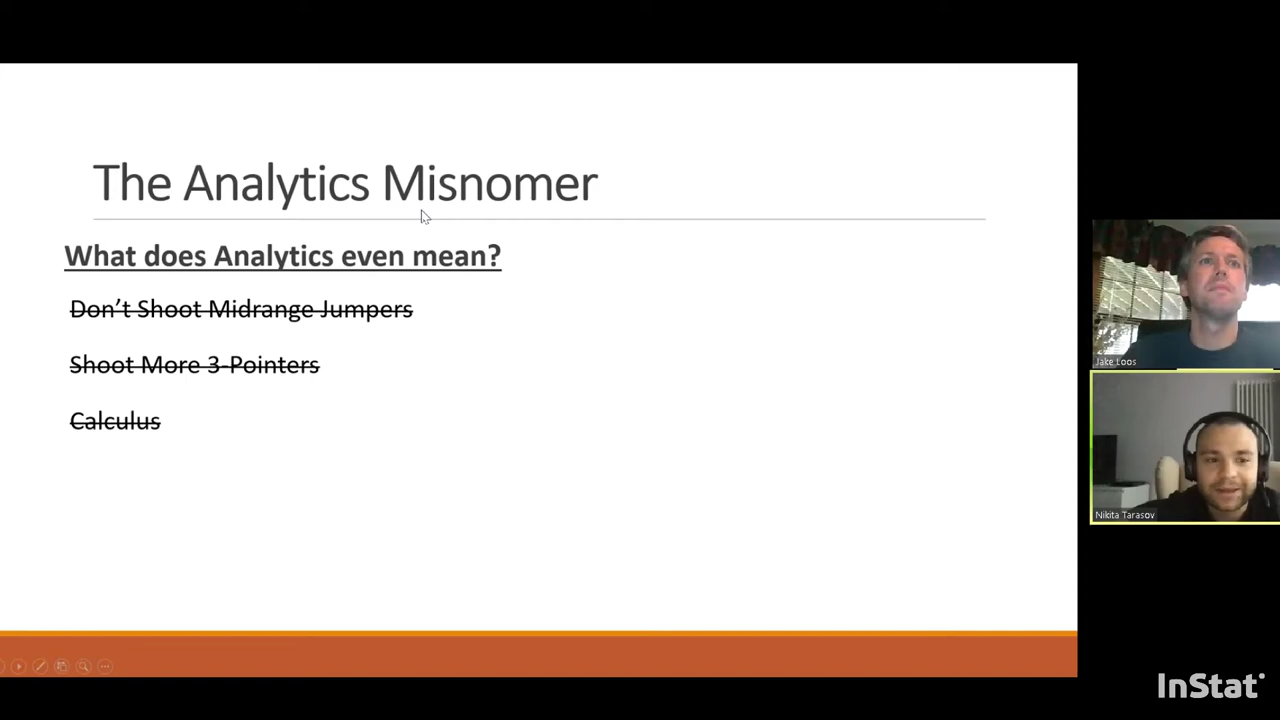 The Analytics Misnomer
What does Analytics even mean?
Don’t Shoot Midrange Jumpers
Shoot More 3-Pointers
Calculus
Jake Loos
Nikita Tarasov
InStat